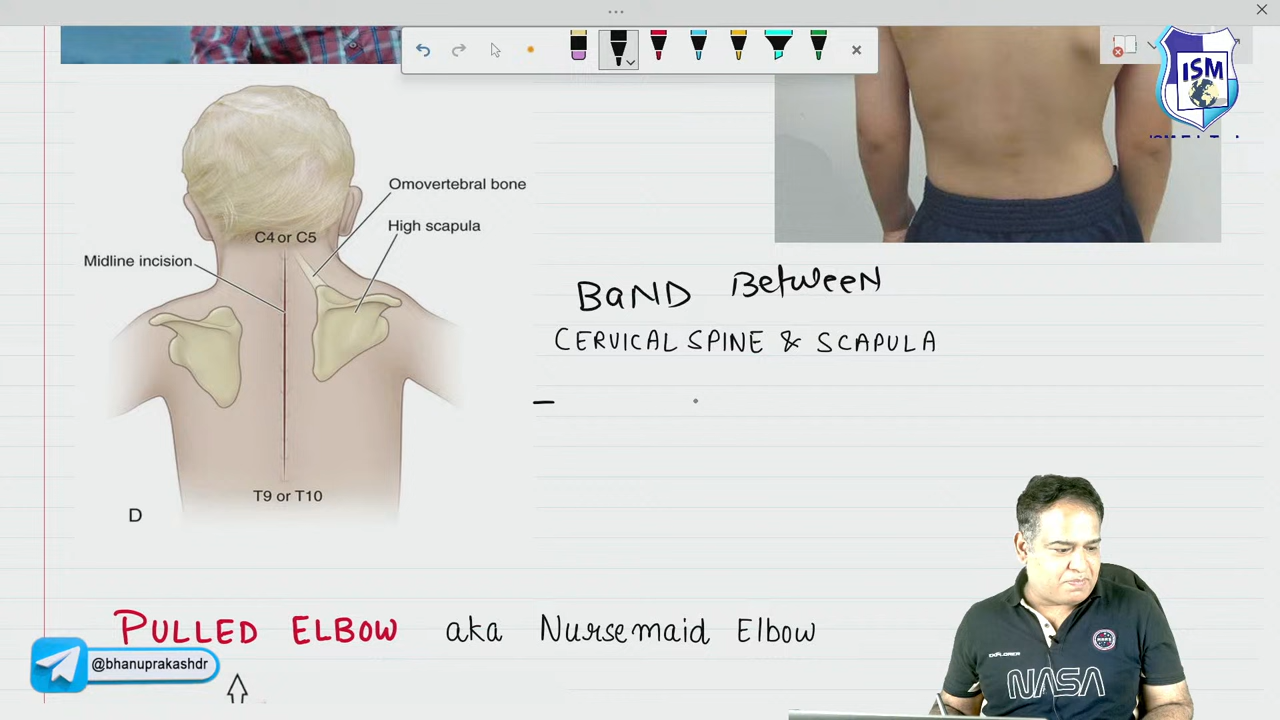 ISM
Omovertebral bone
High scapula
C4 or C5
Midline incision
BaND Between
CERVICAL SPINE & SCAPULA
–
T9 or T10
D
PULLED ELBOW aka Nursemaid Elbow
@bhanuprakashdr
EXPLORER
NASA